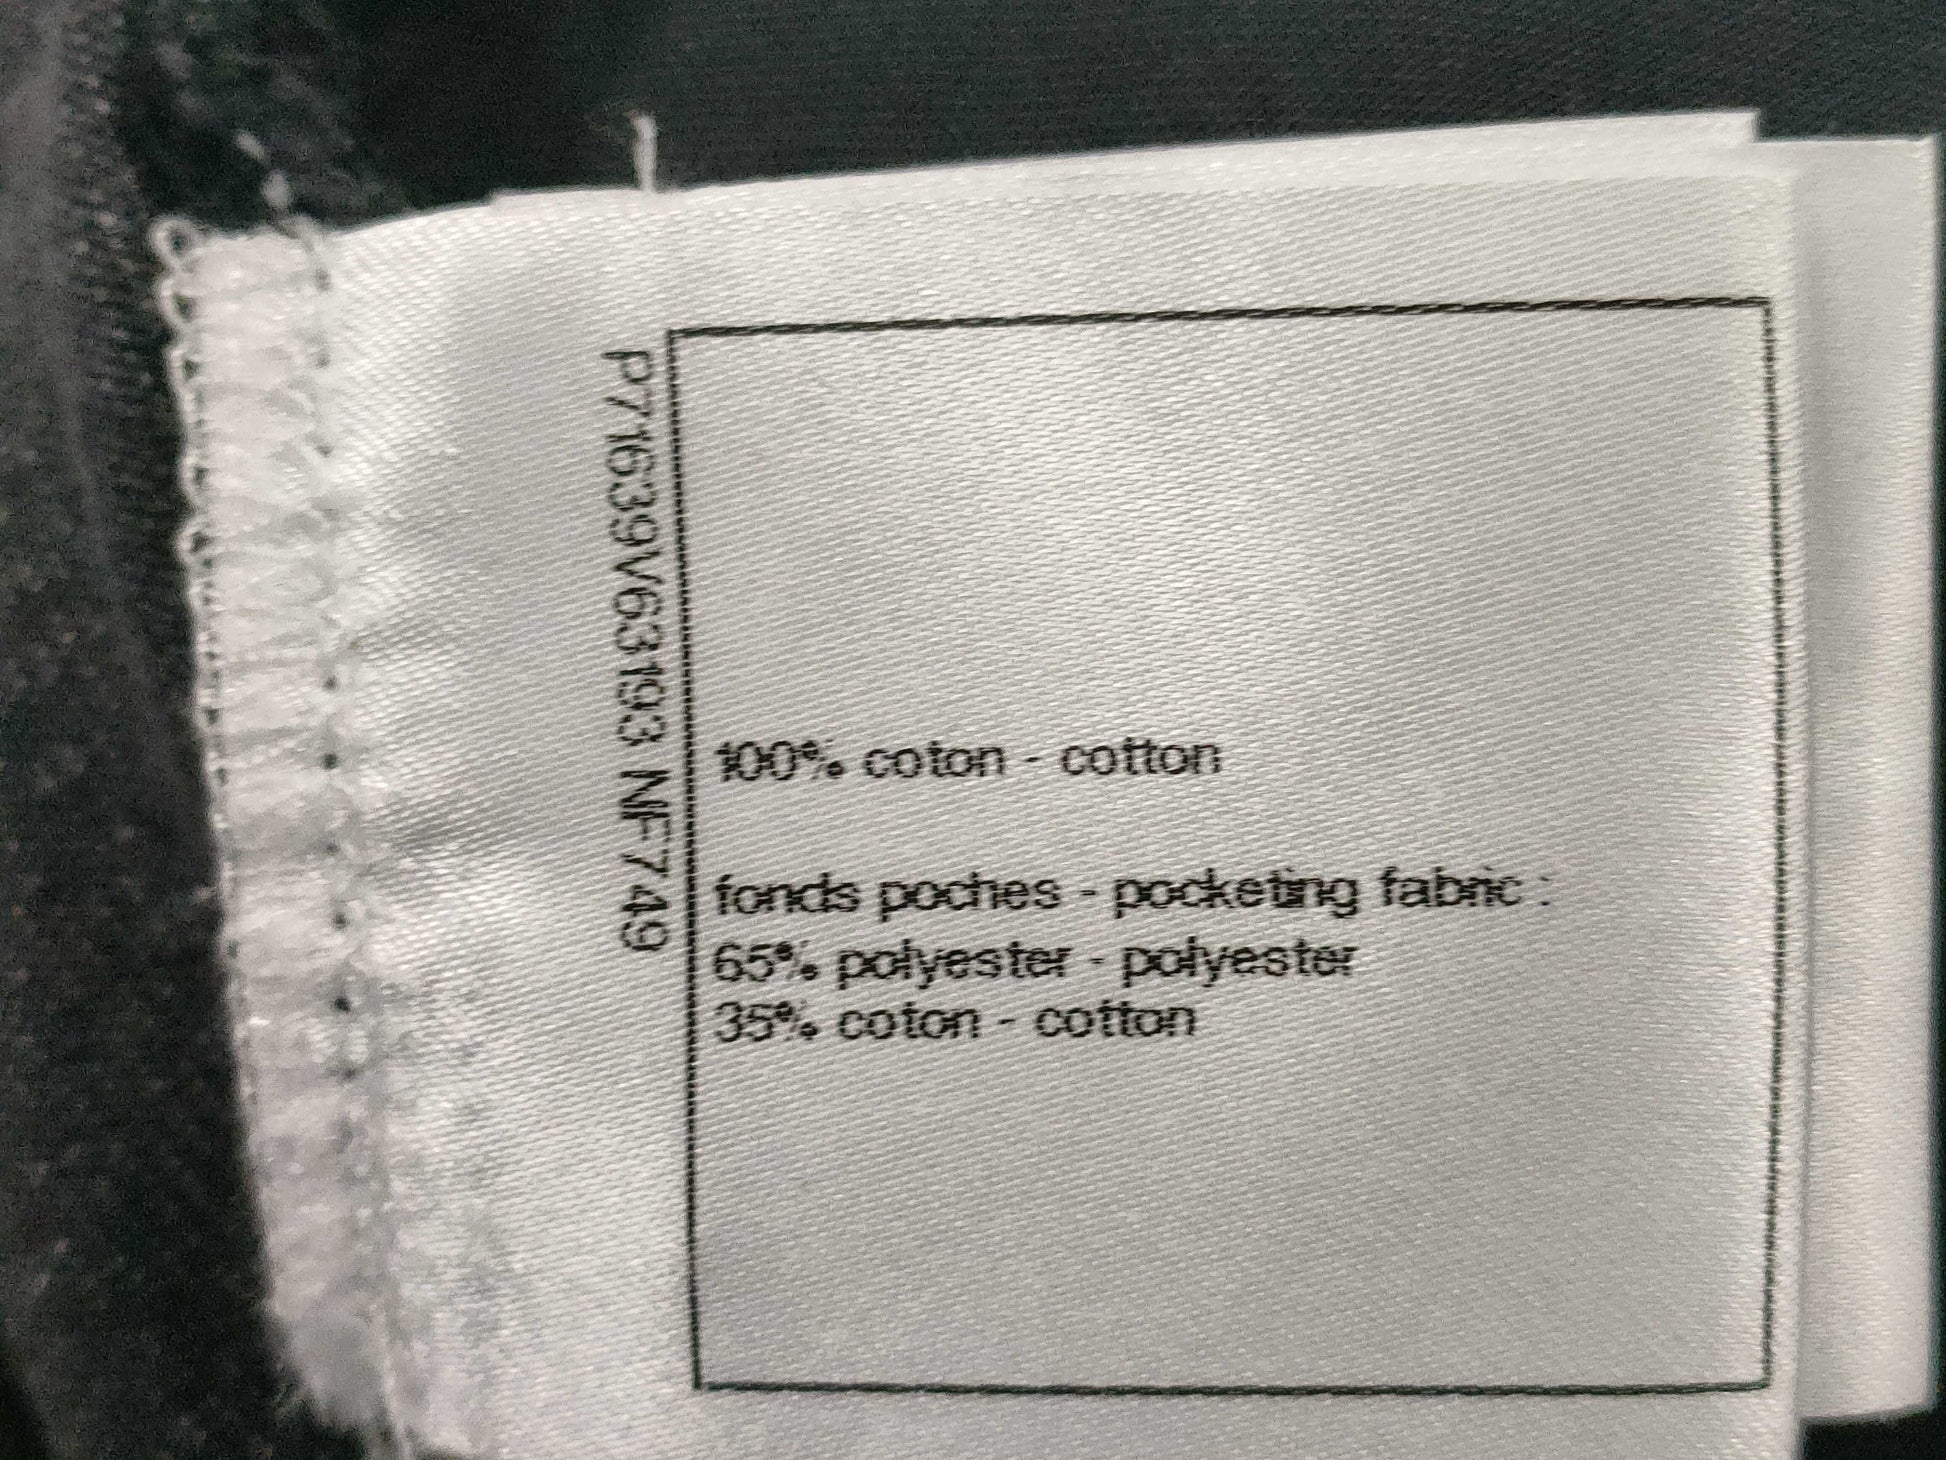 P71639V63193 NF749
100% coton - cotton
fonds poches - pocketing fabric :
65% polyester - polyester
35% coton - cotton